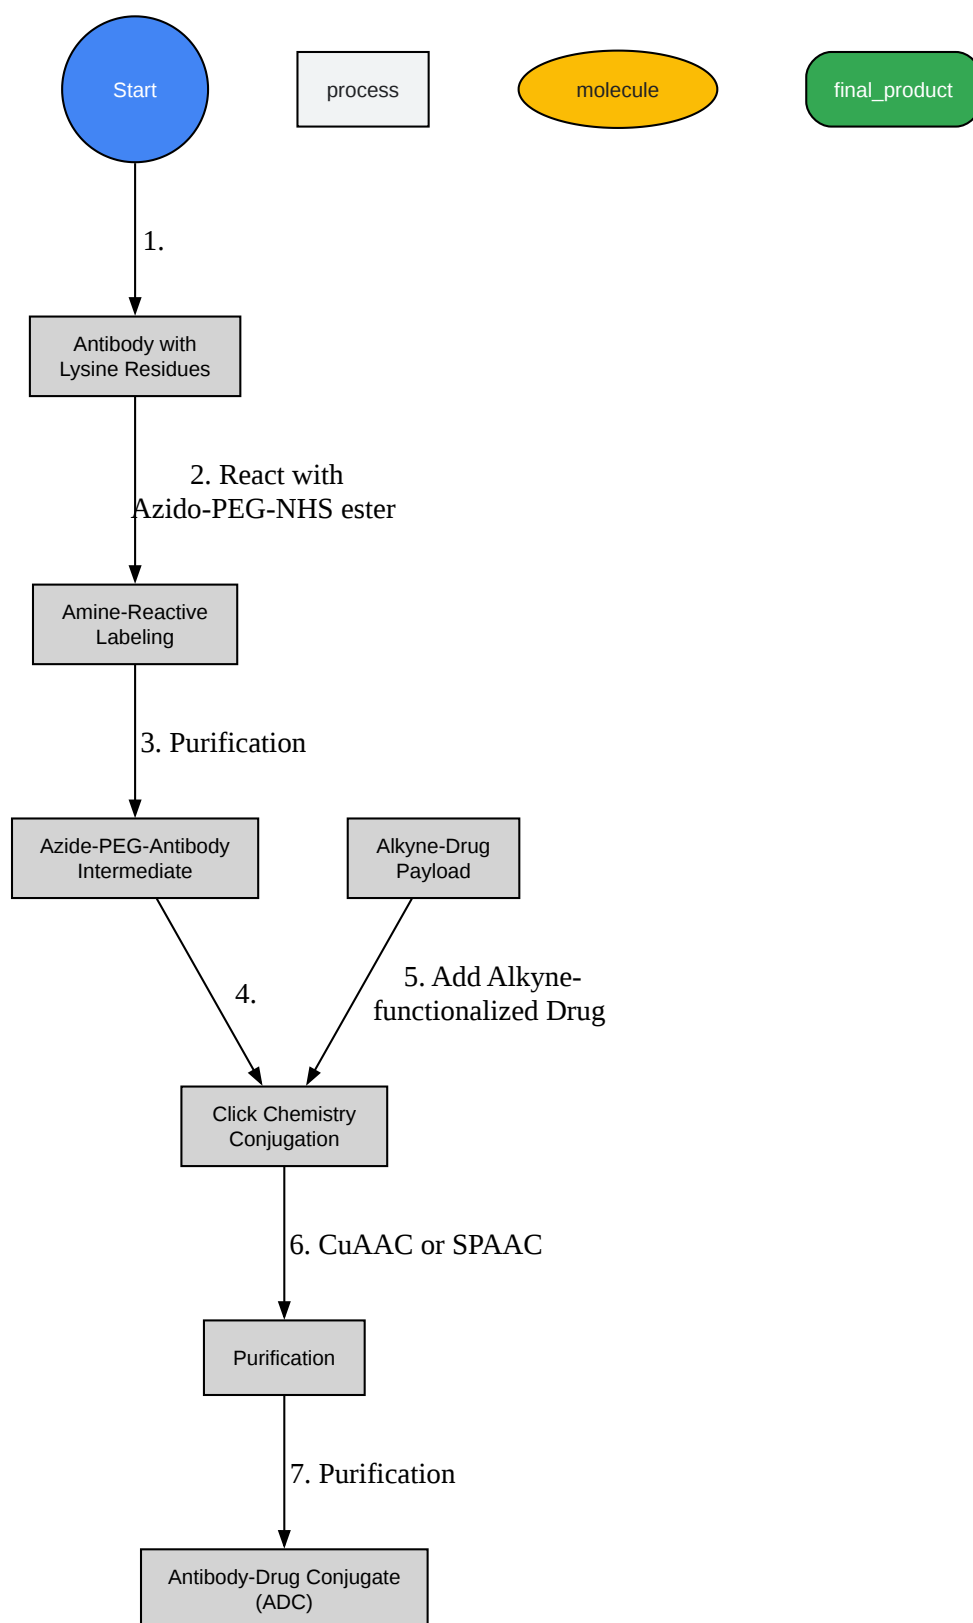 Start
process
molecule
final_product
1.
Antibody with
Lysine Residues
2. React with
Azido-PEG-NHS ester
Amine-Reactive
Labeling
3. Purification
Azide-PEG-Antibody
Intermediate
Alkyne-Drug
Payload
4.
5. Add Alkyne-
functionalized Drug
Click Chemistry
Conjugation
6. CuAAC or SPAAC
Purification
7. Purification
Antibody-Drug Conjugate
(ADC)